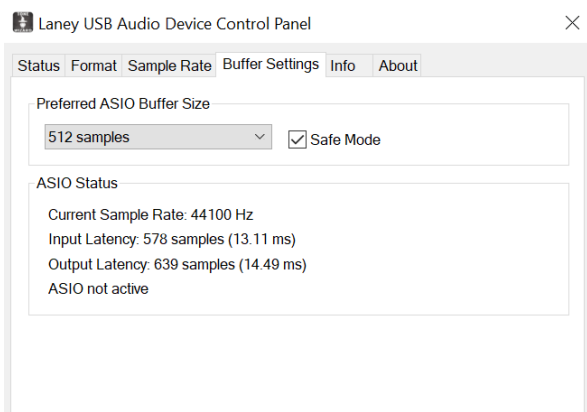 Laney USB Audio Device Control Panel
Status Format Sample Rate Buffer Settings Info About
Preferred ASIO Buffer Size
512 samples Safe Mode
ASIO Status
Current Sample Rate: 44100 Hz
Input Latency: 578 samples (13.11 ms)
Output Latency: 639 samples (14.49 ms)
ASIO not active